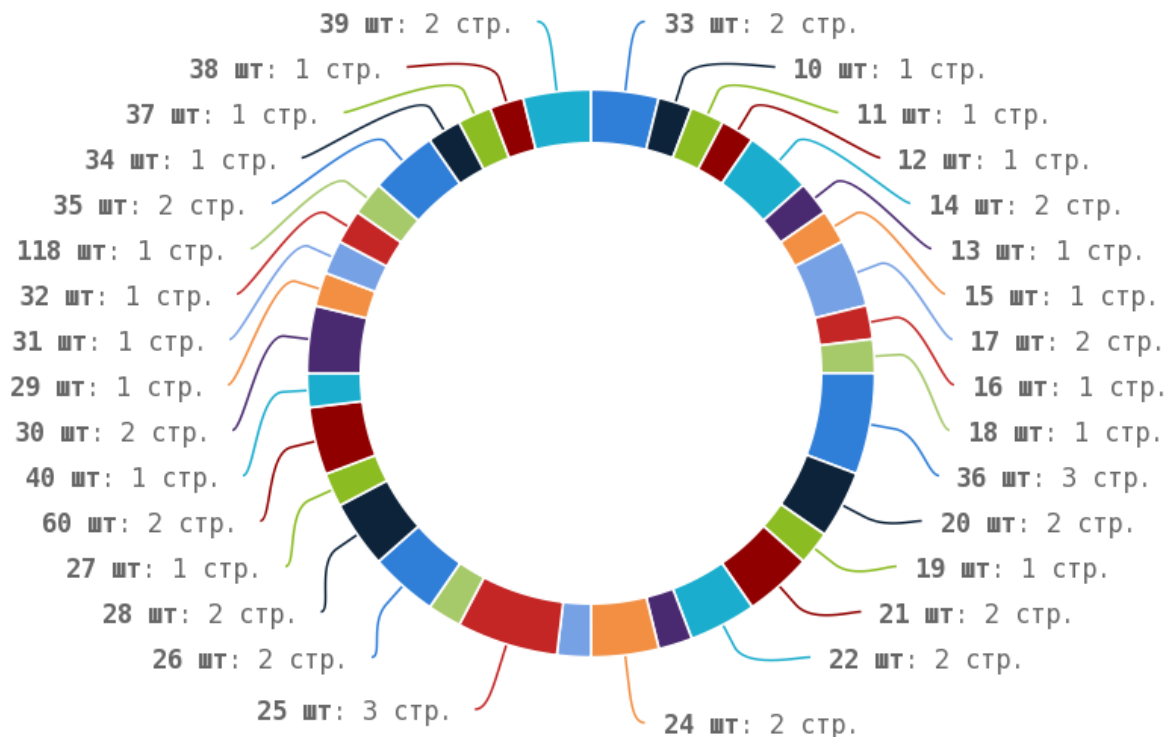 39 шт: 2 стр.
33 шт: 2 стр.
38 шт: 1 стр.
10 шт: 1 стр.
37 шт: 1 стр.
11 шт: 1 стр.
34 шт: 1 стр.
12 шт: 1 стр.
35 шт: 2 стр.
14 шт: 2 стр.
118 шт: 1 стр.
13 шт: 1 стр.
32 шт: 1 стр.
15 шт: 1 стр.
31 шт: 1 стр.
17 шт: 2 стр.
29 шт: 1 стр.
16 шт: 1 стр.
30 шт: 2 стр.
18 шт: 1 стр.
40 шт: 1 стр.
36 шт: 3 стр.
60 шт: 2 стр.
20 шт: 2 стр.
27 шт: 1 стр.
19 шт: 1 стр.
28 шт: 2 стр.
21 шт: 2 стр.
26 шт: 2 стр.
22 шт: 2 стр.
25 шт: 3 стр.
24 шт: 2 стр.